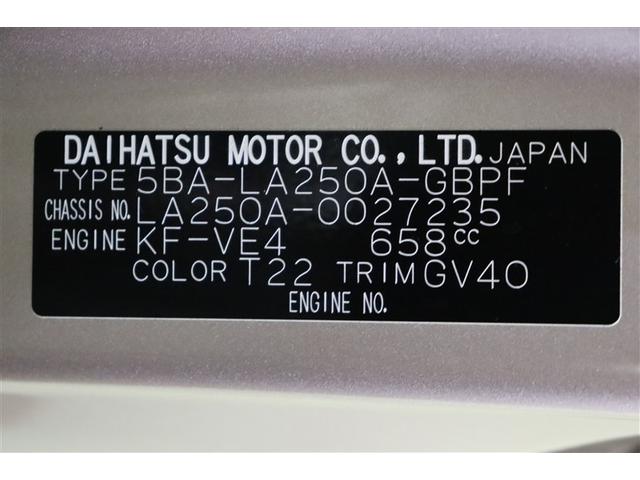 DAIHATSU MOTOR CO., LTD. JAPAN
TYPE 5BA-LA250A-GBPF
CHASSIS NO. LA250A-0027235
ENGINE KF-VE4 658cc
COLOR T22 TRIM GV40
ENGINE NO.